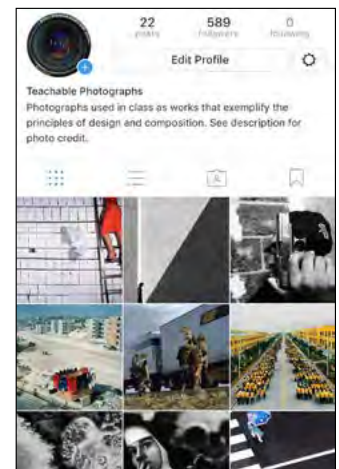 22 589 0
posts followers following
Edit Profile
Teachable Photographs
Photographs used in class as works that exemplify the
principles of design and composition. See description for
photo credit.